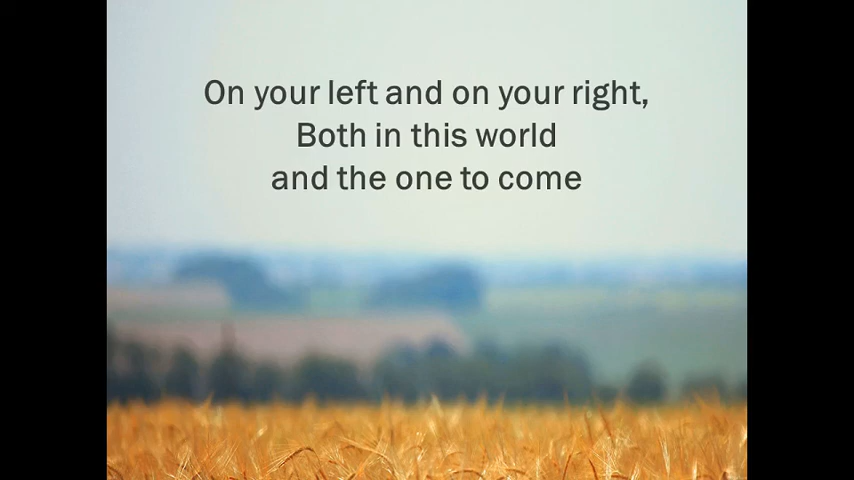 On your left and on your right,
Both in this world
and the one to come